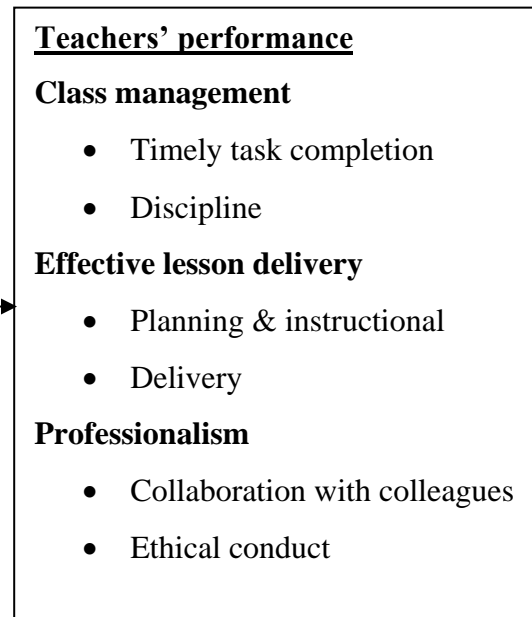 Teachers’ performance
Class management
• Timely task completion
• Discipline
Effective lesson delivery
• Planning & instructional
• Delivery
Professionalism
• Collaboration with colleagues
• Ethical conduct